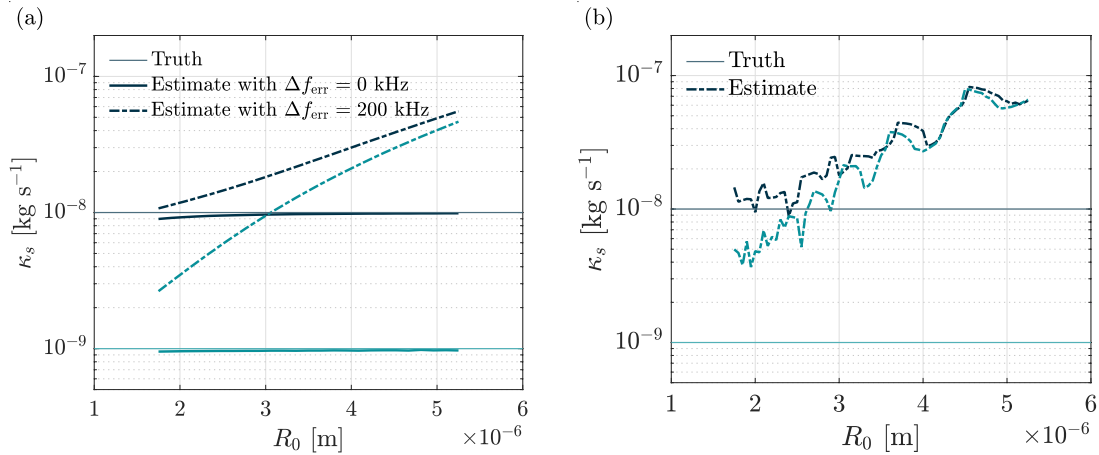 (a)
Truth
Estimate with Δf_err = 0 kHz
Estimate with Δf_err = 200 kHz
10^-7
10^-8
10^-9
κ_s [kg s^-1]
1 2 3 4 5 6
R_0 [m]
×10^-6
(b)
Truth
Estimate
10^-7
10^-8
10^-9
κ_s [kg s^-1]
1 2 3 4 5 6
R_0 [m]
×10^-6